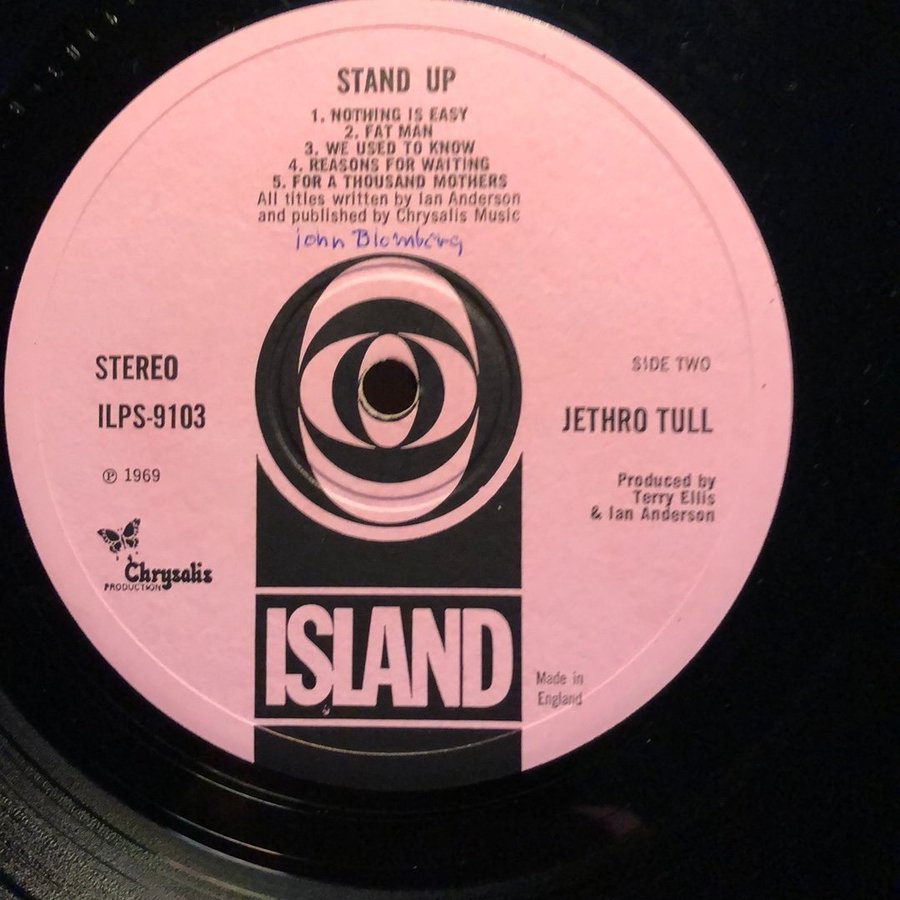 STAND UP
1. NOTHING IS EASY
2. FAT MAN
3. WE USED TO KNOW
4. REASONS FOR WAITING
5. FOR A THOUSAND MOTHERS
All titles written by Ian Anderson
and published by Chrysalis Music
john Blomberg
STEREO
ILPS-9103
℗ 1969
Chrysalis
PRODUCTION
SIDE TWO
JETHRO TULL
Produced by
Terry Ellis
& Ian Anderson
ISLAND
Made in
England